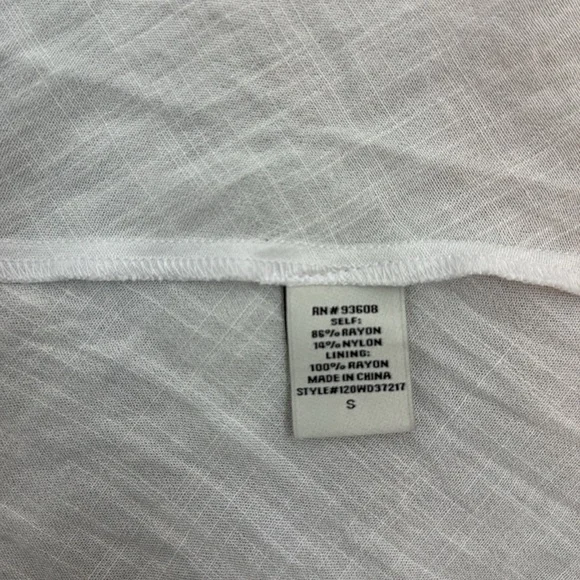 RN# 93608
SELF:
86% RAYON
14% NYLON
LINING:
100% RAYON
MADE IN CHINA
STYLE#120WD37217
S